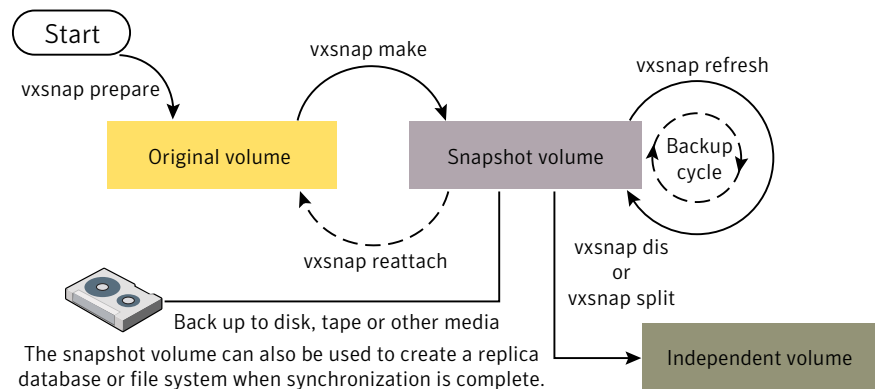 Start
vxsnap make
vxsnap refresh
vxsnap prepare
Original volume
Snapshot volume
Backup
cycle
vxsnap reattach
vxsnap dis
or
vxsnap split
Back up to disk, tape or other media
The snapshot volume can also be used to create a replica
database or file system when synchronization is complete.
Independent volume